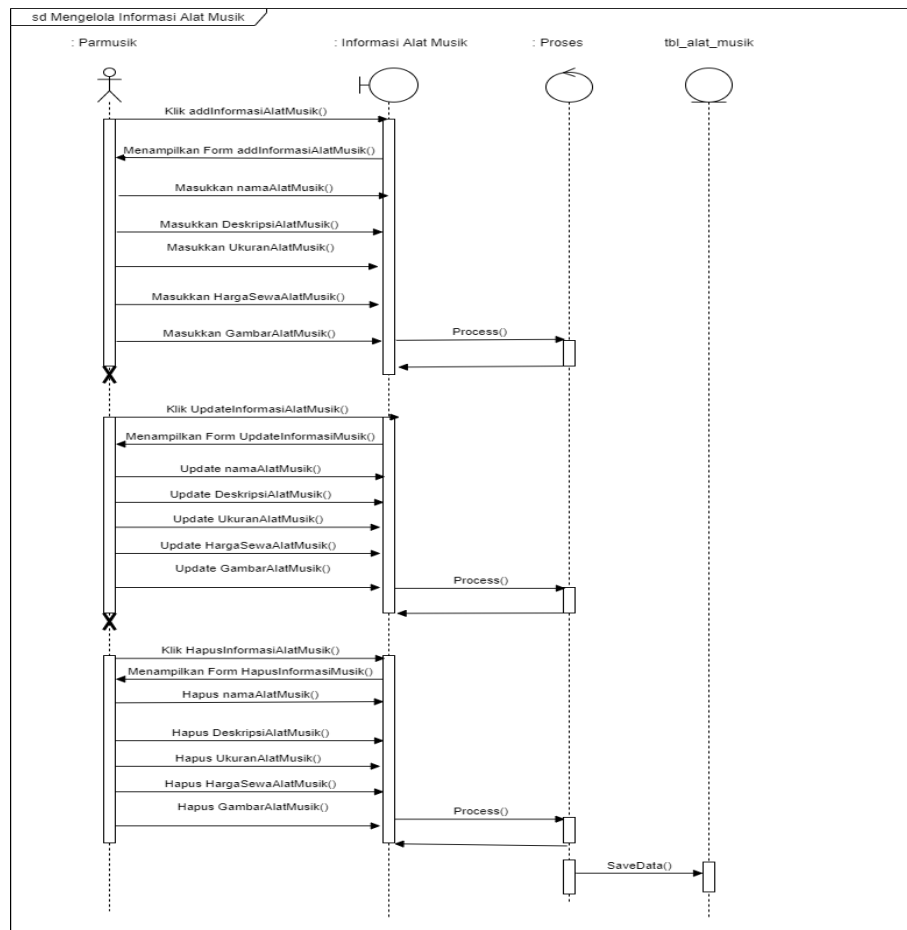 sd Mengelola Informasi Alat Musik
: Parmusik
: Informasi Alat Musik
: Proses
tbl_alat_musik
Klik addInformasiAlatMusik()
Menampilkan Form addInformasiAlatMusik()
Masukkan namaAlatMusik()
Masukkan DeskripsiAlatMusik()
Masukkan UkuranAlatMusik()
Masukkan HargaSewaAlatMusik()
Masukkan GambarAlatMusik()
Process()
Klik UpdateInformasiAlatMusik()
Menampilkan Form UpdateInformasiMusik()
Update namaAlatMusik()
Update DeskripsiAlatMusik()
Update UkuranAlatMusik()
Update HargaSewaAlatMusik()
Update GambarAlatMusik()
Process()
Klik HapusInformasiAlatMusik()
Menampilkan Form HapusInformasiMusik()
Hapus namaAlatMusik()
Hapus DeskripsiAlatMusik()
Hapus UkuranAlatMusik()
Hapus HargaSewaAlatMusik()
Hapus GambarAlatMusik()
Process()
SaveData()